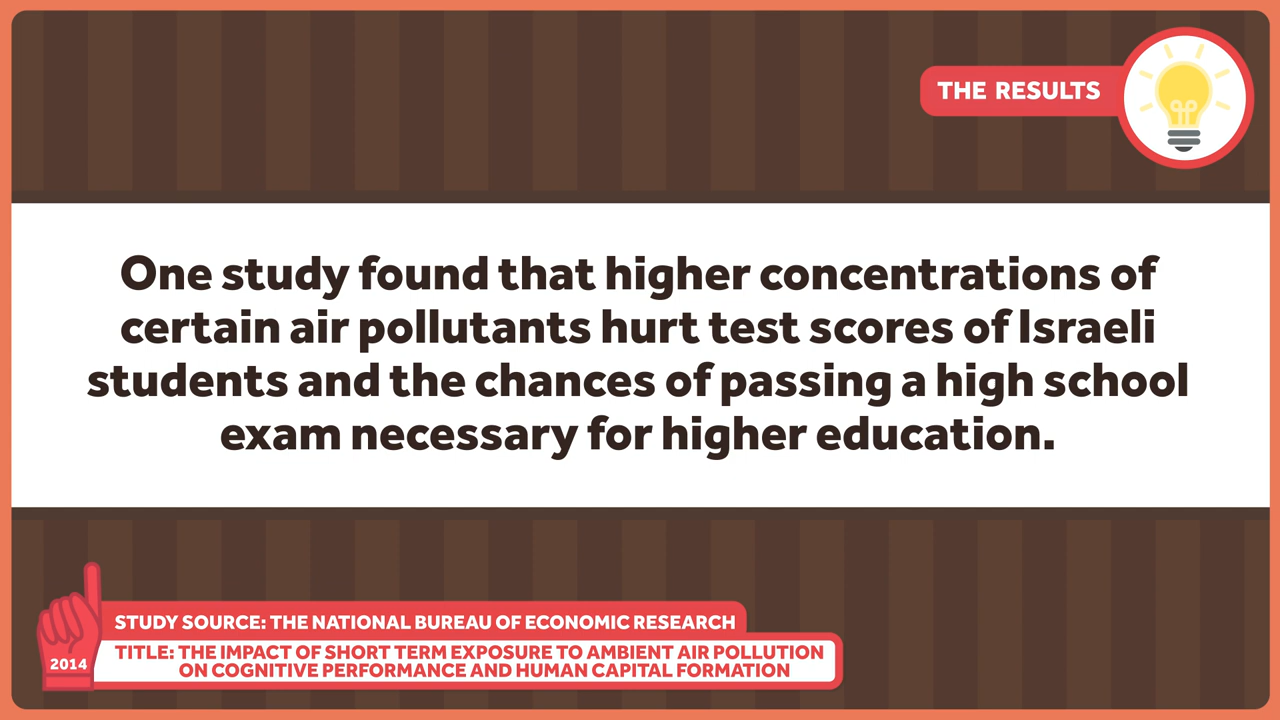 THE RESULTS
One study found that higher concentrations of
certain air pollutants hurt test scores of Israeli
students and the chances of passing a high school
exam necessary for higher education.
STUDY SOURCE: THE NATIONAL BUREAU OF ECONOMIC RESEARCH
2014
TITLE: THE IMPACT OF SHORT TERM EXPOSURE TO AMBIENT AIR POLLUTION
ON COGNITIVE PERFORMANCE AND HUMAN CAPITAL FORMATION